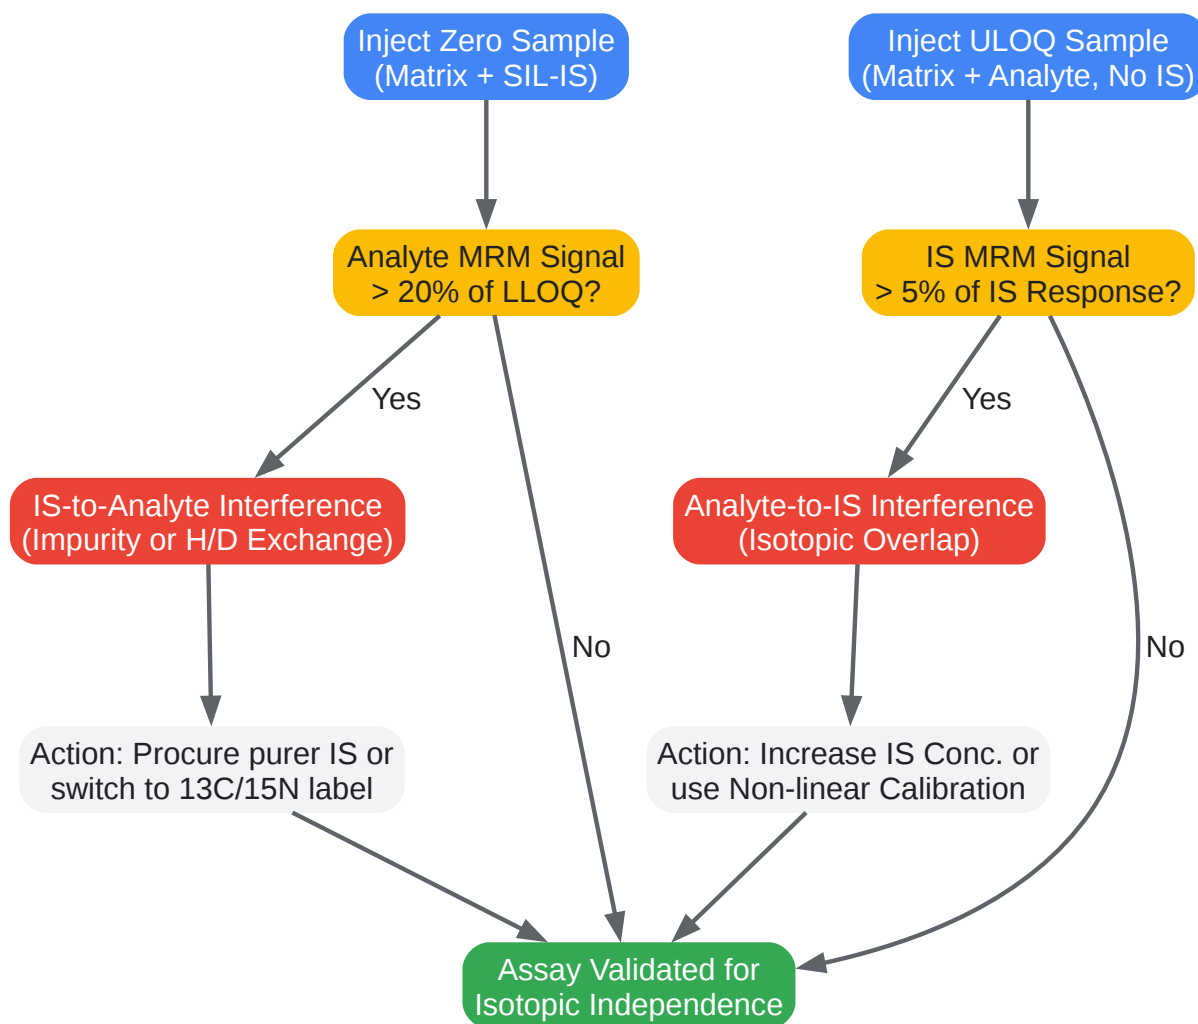 Inject Zero Sample
(Matrix + SIL-IS)
Inject ULOQ Sample
(Matrix + Analyte, No IS)
Analyte MRM Signal
> 20% of LLOQ?
IS MRM Signal
> 5% of IS Response?
Yes
Yes
IS-to-Analyte Interference
(Impurity or H/D Exchange)
Analyte-to-IS Interference
(Isotopic Overlap)
No
No
Action: Procure purer IS or
switch to 13C/15N label
Action: Increase IS Conc. or
use Non-linear Calibration
Assay Validated for
Isotopic Independence